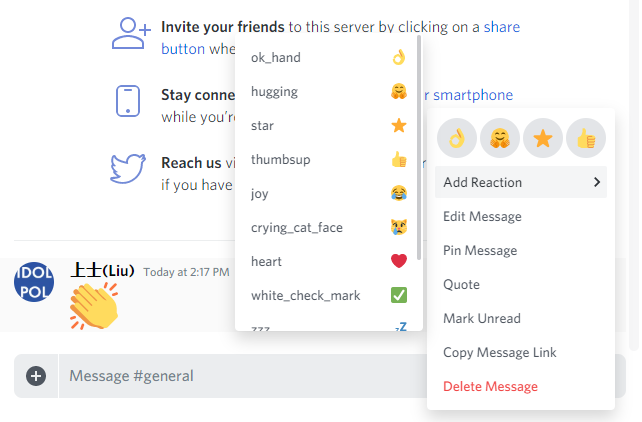 Invite your friends to this server by clicking on a share
button whe
Stay conne
r smartphone
while you're
Reach us vi
if you have
ok_hand
hugging
star
thumbsup
joy
crying_cat_face
heart
white_check_mark
zzz
Add Reaction
Edit Message
Pin Message
Quote
Mark Unread
Copy Message Link
Delete Message
IDOL
POL
上士(Liu) Today at 2:17 PM
Message #general